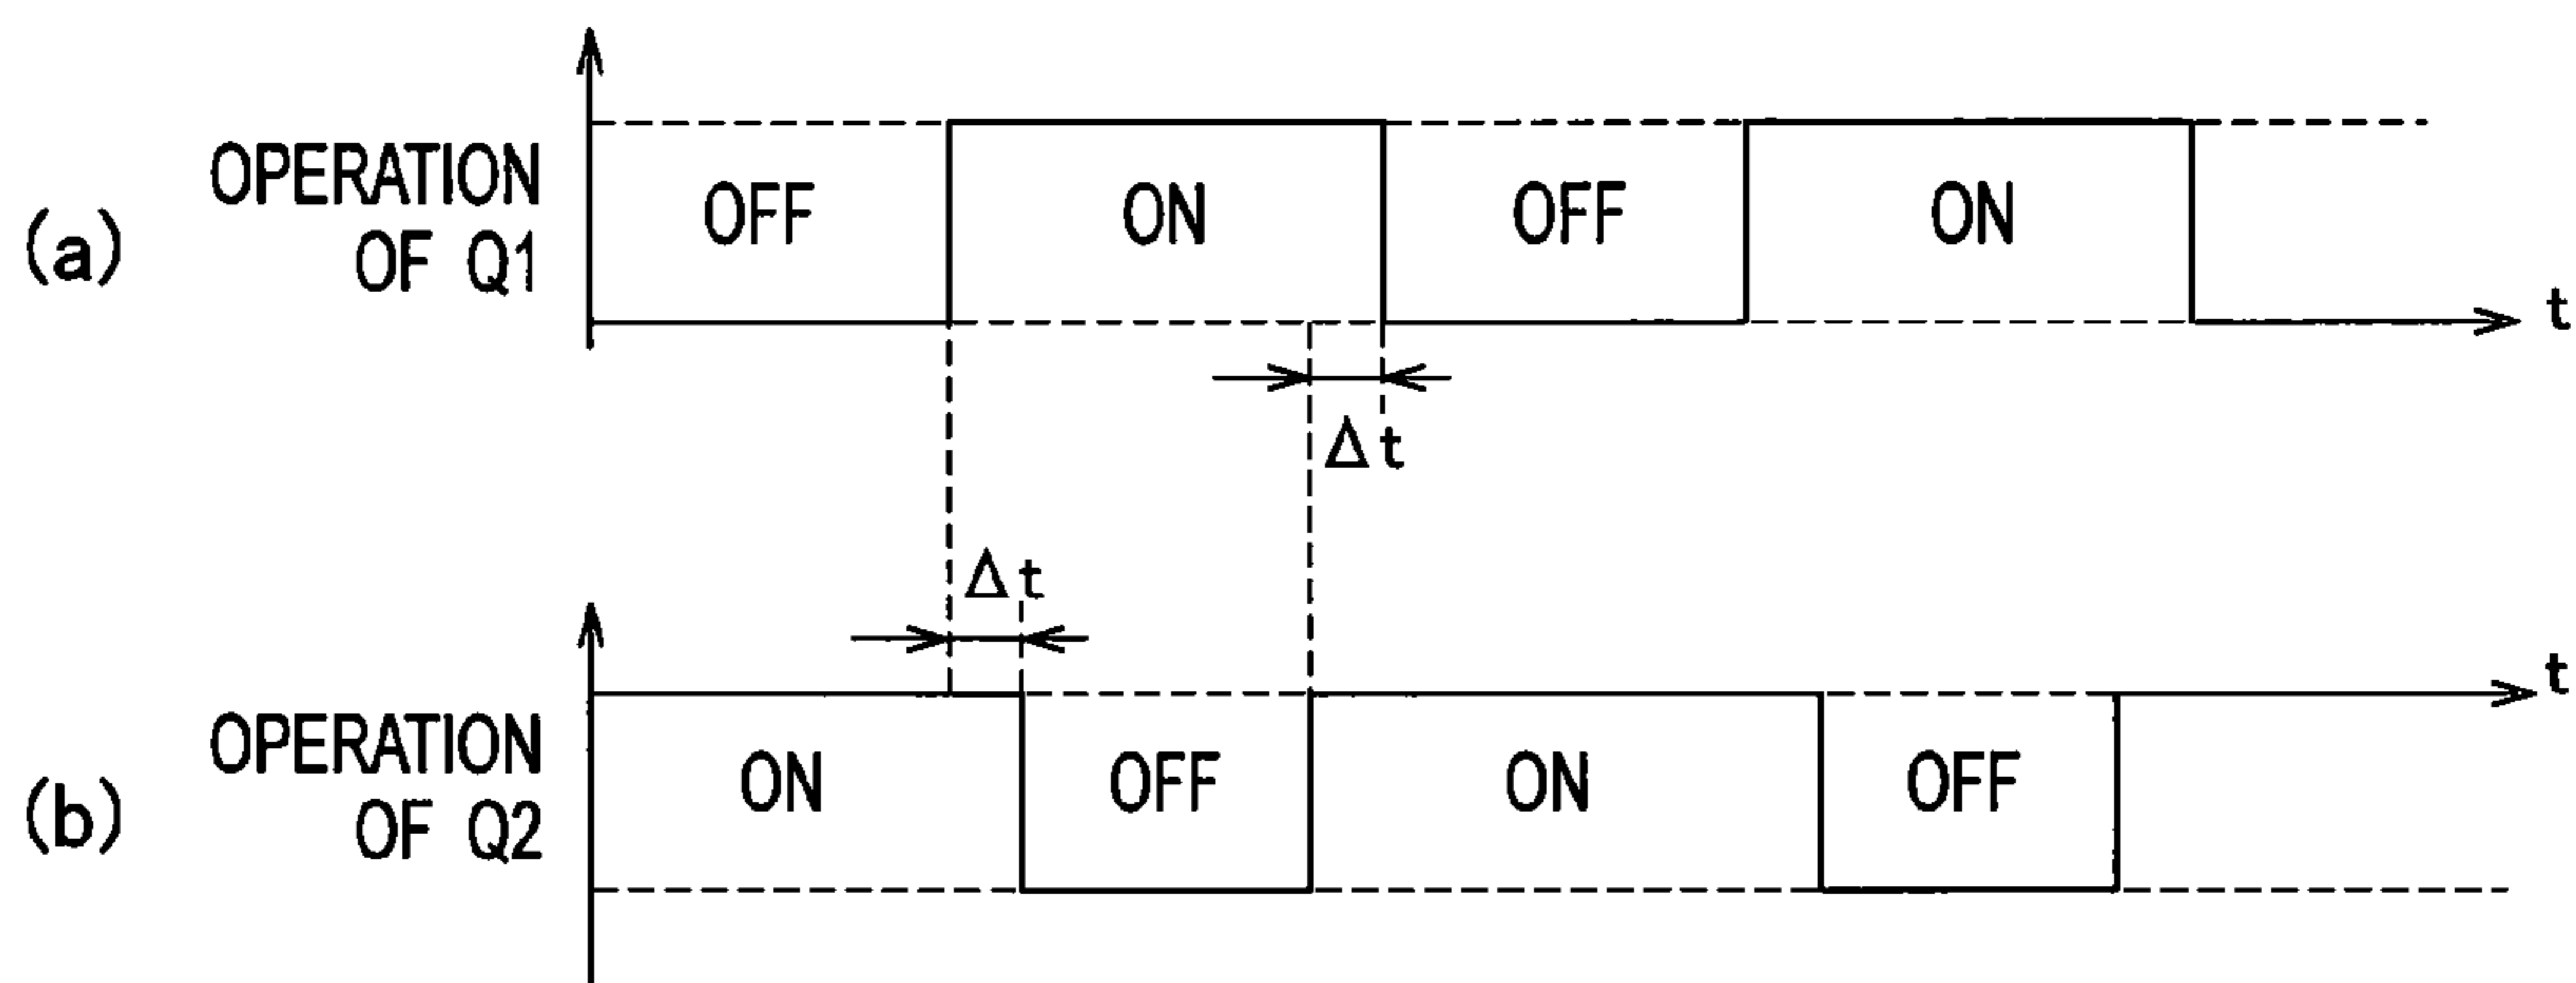 (a)
OPERATION
OF Q1
OFF
ON
OFF
ON
t
Δt
Δt
(b)
OPERATION
OF Q2
ON
OFF
ON
OFF
t